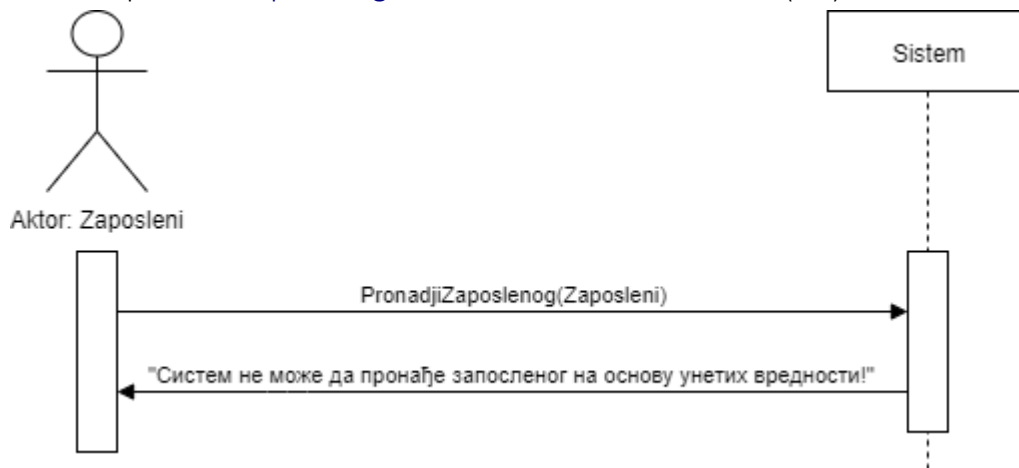 Sistem
Aktor: Zaposleni
PronadjiZaposlenog(Zaposleni)
"Систем не може да пронађе запосленог на основу унетих вредности!"